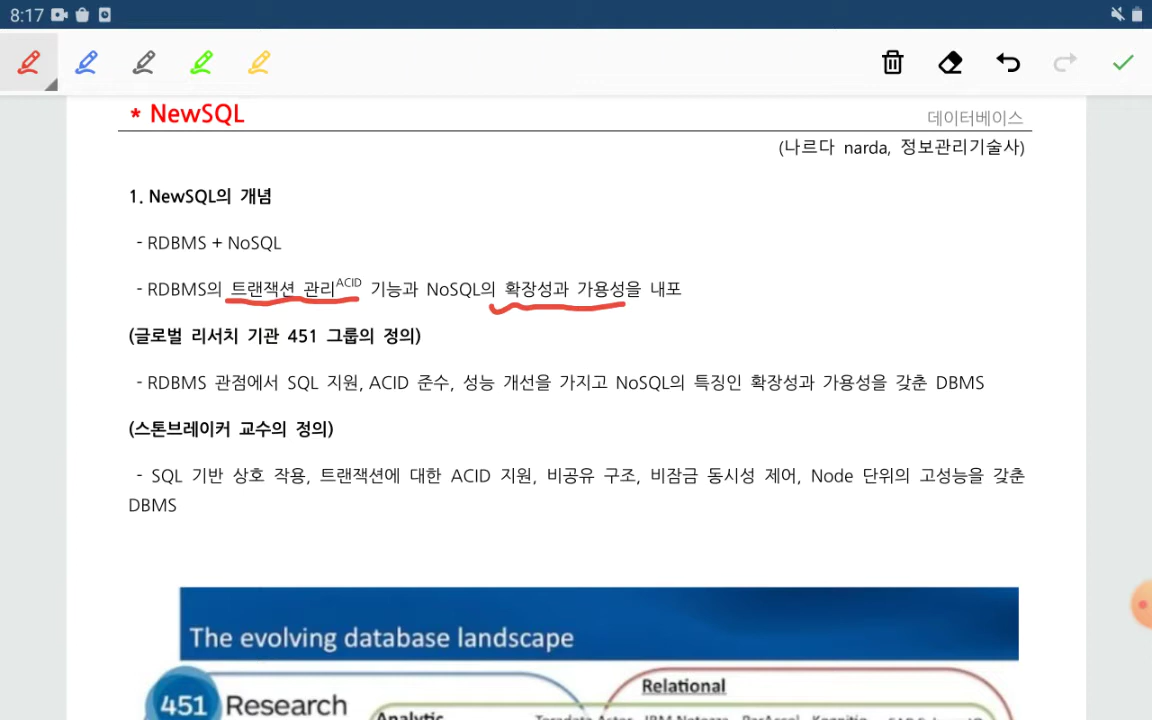 8:17
* NewSQL
데이터베이스
(나르다 narda, 정보관리기술사)
1. NewSQL의 개념
- RDBMS + NoSQL
- RDBMS의 트랜잭션 관리ACID 기능과 NoSQL의 확장성과 가용성을 내포
(글로벌 리서치 기관 451 그룹의 정의)
- RDBMS 관점에서 SQL 지원, ACID 준수, 성능 개선을 가지고 NoSQL의 특징인 확장성과 가용성을 갖춘 DBMS
(스톤브레이커 교수의 정의)
- SQL 기반 상호 작용, 트랜잭션에 대한 ACID 지원, 비공유 구조, 비잠금 동시성 제어, Node 단위의 고성능을 갖춘
DBMS
The evolving database landscape
Relational
451 Research
Analytic